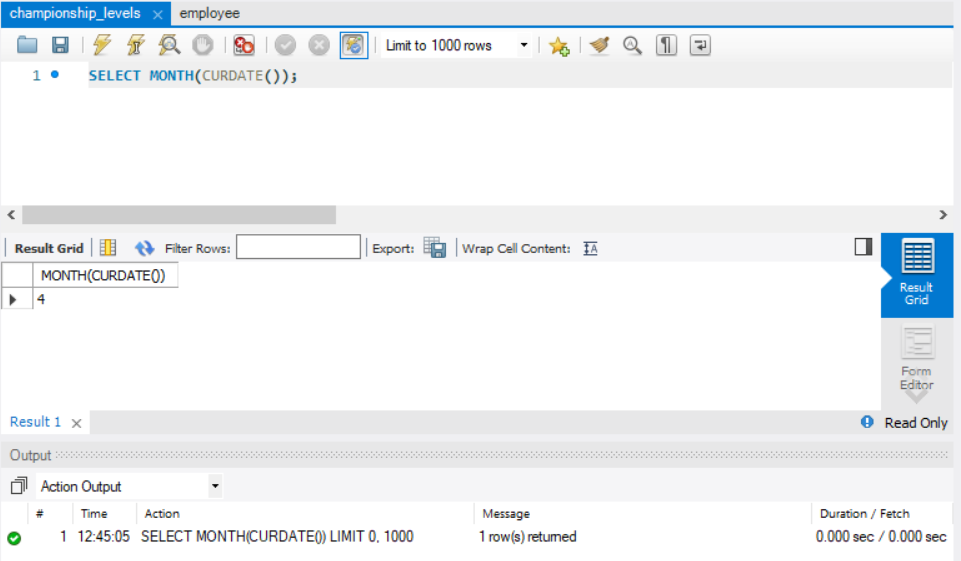 championship_levels × employee
Limit to 1000 rows
1 SELECT MONTH(CURDATE());
Result Grid Filter Rows: Export: Wrap Cell Content: IA
MONTH(CURDATE())
4
Result
Grid
Form
Editor
Result 1 × Read Only
Output
Action Output
# Time Action Message Duration / Fetch
1 12:45:05 SELECT MONTH(CURDATE()) LIMIT 0, 1000 1 row(s) returned 0.000 sec / 0.000 sec